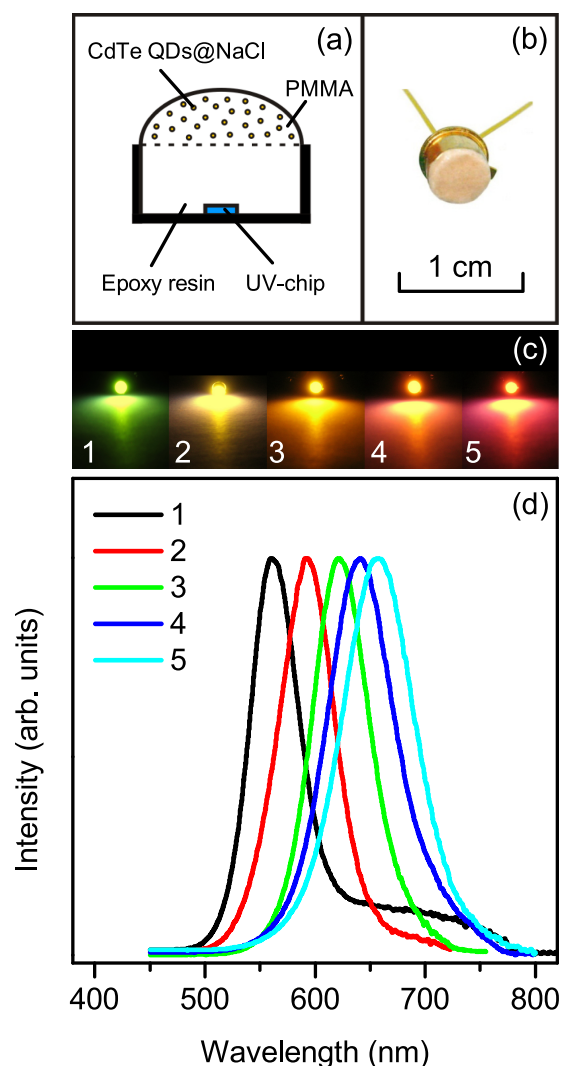 (a)
CdTe QDs@NaCl
PMMA
Epoxy resin
UV-chip
(b)
1 cm
(c)
1 2 3 4 5
(d)
1
2
3
4
5
Intensity (arb. units)
400 500 600 700 800
Wavelength (nm)